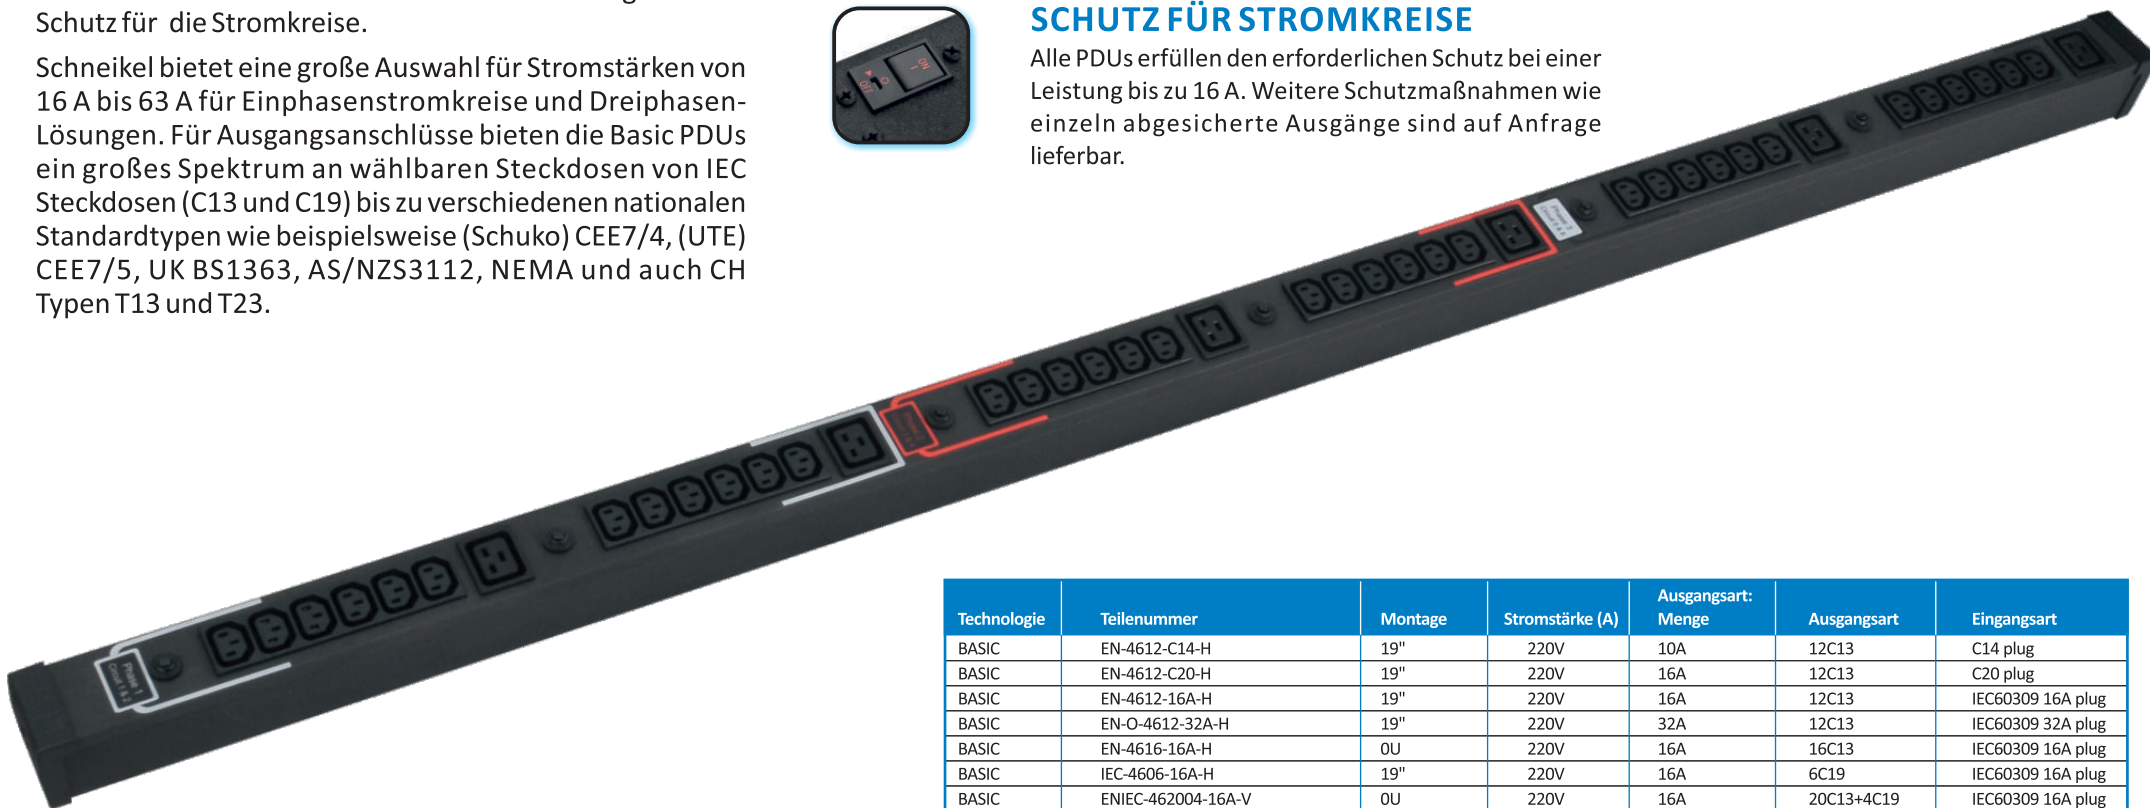 Schutz für die Stromkreise.
Schneikel bietet eine große Auswahl für Stromstärken von
16 A bis 63 A für Einphasenstromkreise und Dreiphasen-
Lösungen. Für Ausgangsanschlüsse bieten die Basic PDUs
ein großes Spektrum an wählbaren Steckdosen von IEC
Steckdosen (C13 und C19) bis zu verschiedenen nationalen
Standardtypen wie beispielsweise (Schuko) CEE7/4, (UTE)
CEE7/5, UK BS1363, AS/NZS3112, NEMA und auch CH
Typen T13 und T23.
ON
OFF
SCHUTZ FÜR STROMKREISE
Alle PDUs erfüllen den erforderlichen Schutz bei einer
Leistung bis zu 16 A. Weitere Schutzmaßnahmen wie
einzeln abgesicherte Ausgänge sind auf Anfrage
lieferbar.
Phase 1
Circuit 1 & 2
Technologie Teilenummer Montage Stromstärke (A) Ausgangsart: Menge Ausgangsart Eingangsart
BASIC EN-4612-C14-H 19" 220V 10A 12C13 C14 plug
BASIC EN-4612-C20-H 19" 220V 16A 12C13 C20 plug
BASIC EN-4612-16A-H 19" 220V 16A 12C13 IEC60309 16A plug
BASIC EN-O-4612-32A-H 19" 220V 32A 12C13 IEC60309 32A plug
BASIC EN-4616-16A-H 0U 220V 16A 16C13 IEC60309 16A plug
BASIC IEC-4606-16A-H 19" 220V 16A 6C19 IEC60309 16A plug
BASIC ENIEC-462004-16A-V 0U 220V 16A 20C13+4C19 IEC60309 16A plug